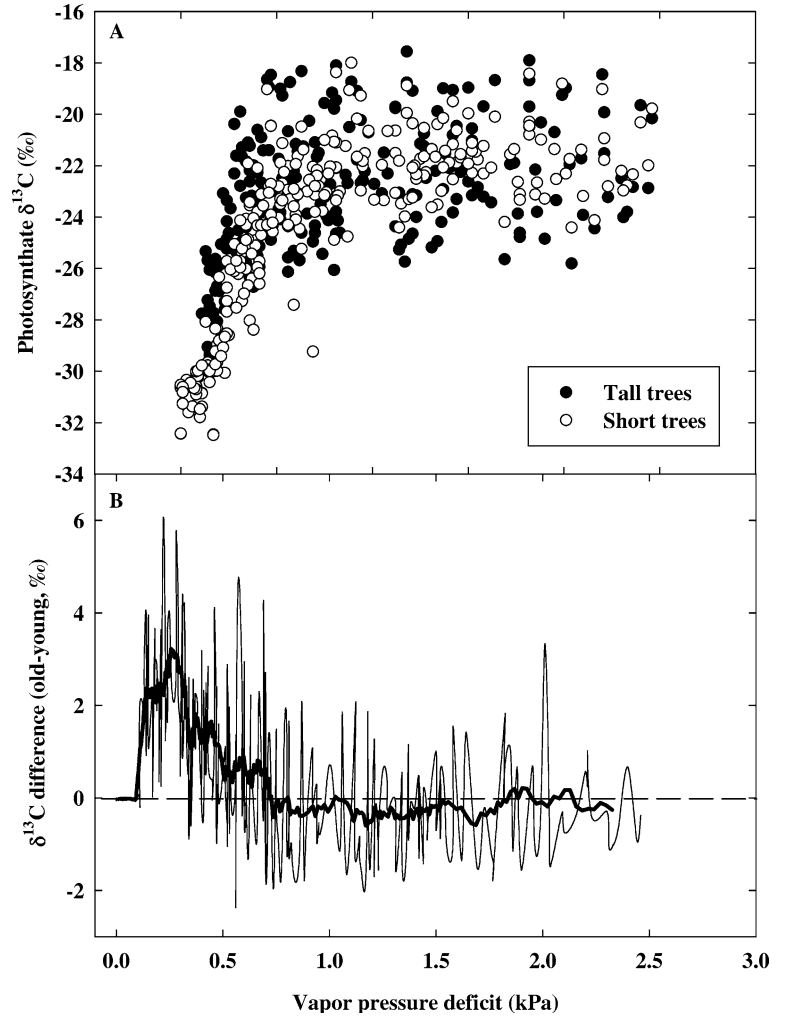 A
-16
-18
-20
-22
-24
-26
-28
-30
-32
-34
Photosynthate δ¹³C (‰)
Tall trees
Short trees
B
6
4
2
0
-2
δ¹³C difference (old-young, ‰)
0.0 0.5 1.0 1.5 2.0 2.5 3.0
Vapor pressure deficit (kPa)